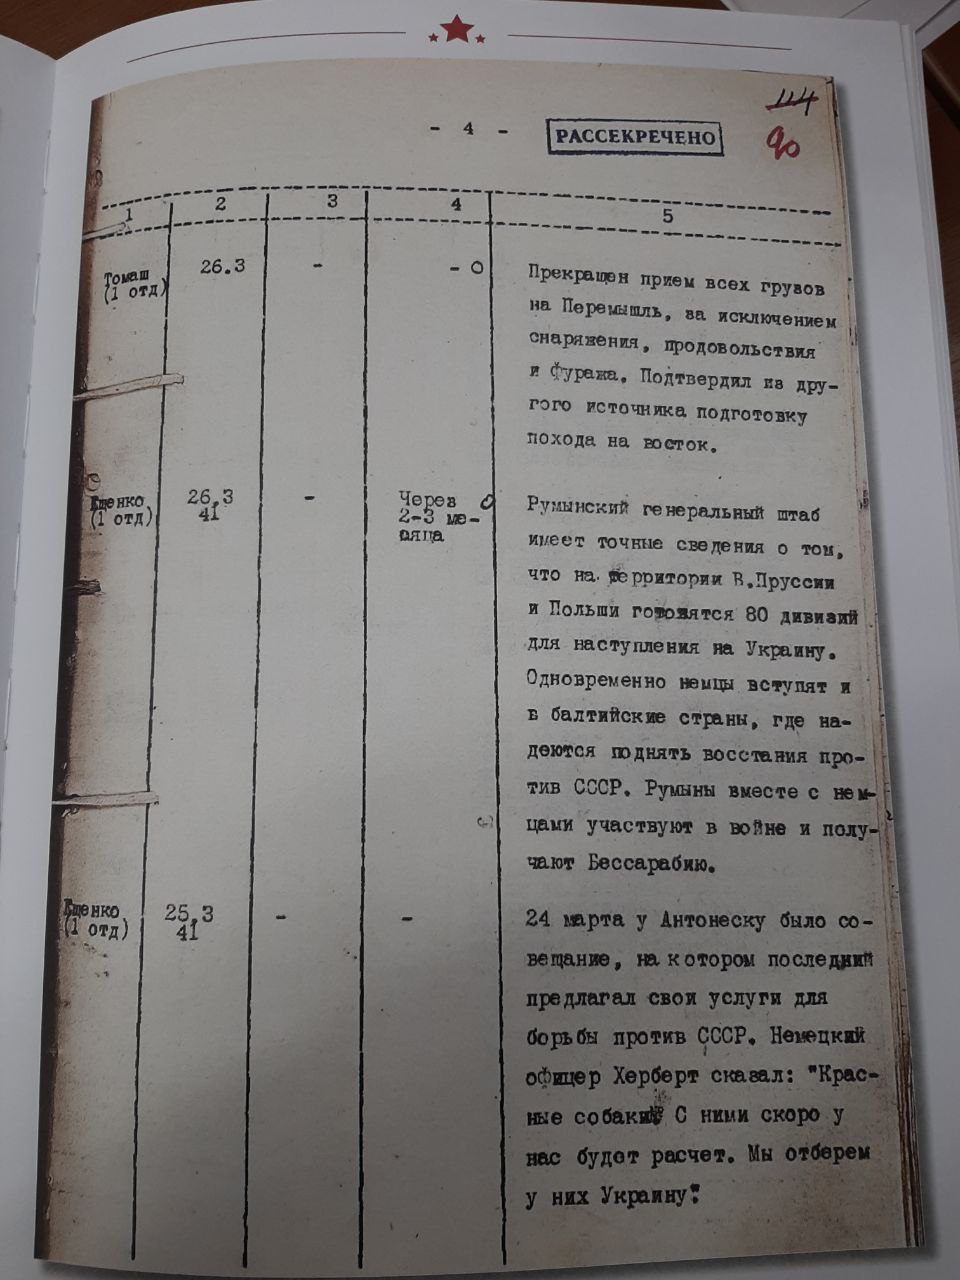 114
- 4 -
РАССЕКРЕЧЕНО
90
1 2 3 4 5
Томаш
(1 отд)
26.3
-
-
Прекращен прием всех грузов
на Перемышль, за исключением
снаряжения, продовольствия
и фуража. Подтвердил из дру-
гого источника подготовку
похода на восток.
Ещенко
(1 отд)
26.3
41
-
Через
2-3 ме-
сяца
Румынский генеральный штаб
имеет точные сведения о том,
что на территории В.Пруссии
и Польши готовятся 80 дивизий
для наступления на Украину.
Одновременно немцы вступят и
в балтийские страны, где на-
деются поднять восстания про-
тив СССР. Румыны вместе с нем-
цами участвуют в войне и полу-
чают Бессарабию.
Ещенко
(1 отд)
25.3
41
-
-
24 марта у Антонеску было со-
вещание, на котором последний
предлагал свои услуги для
борьбы против СССР. Немецкий
офицер Херберт сказал: "Крас-
ные собаки! С ними скоро у
нас будет расчет. Мы отберем
у них Украину".